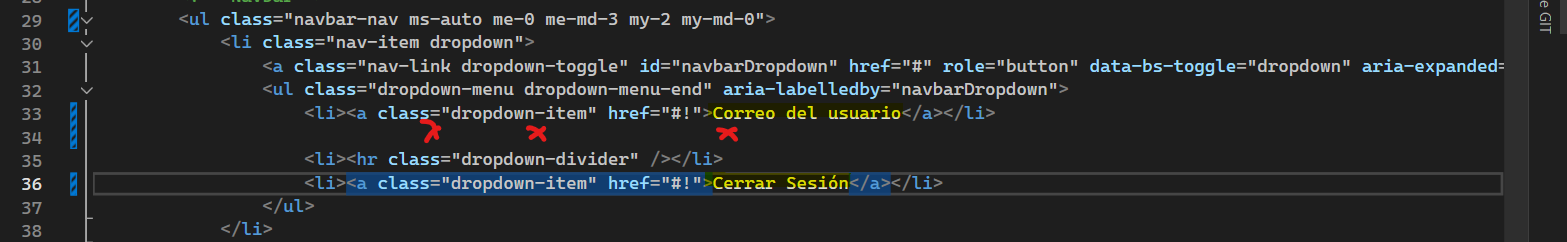 29 <ul class="navbar-nav ms-auto me-0 me-md-3 my-2 my-md-0">
30 <li class="nav-item dropdown">
31 <a class="nav-link dropdown-toggle" id="navbarDropdown" href="#" role="button" data-bs-toggle="dropdown" aria-expanded=
32 <ul class="dropdown-menu dropdown-menu-end" aria-labelledby="navbarDropdown">
33 <li><a class="dropdown-item" href="#!">Correo del usuario</a></li>
34
35 <li><hr class="dropdown-divider" /></li>
36 <li><a class="dropdown-item" href="#!">Cerrar Sesión</a></li>
37 </ul>
38 </li>
e GIT